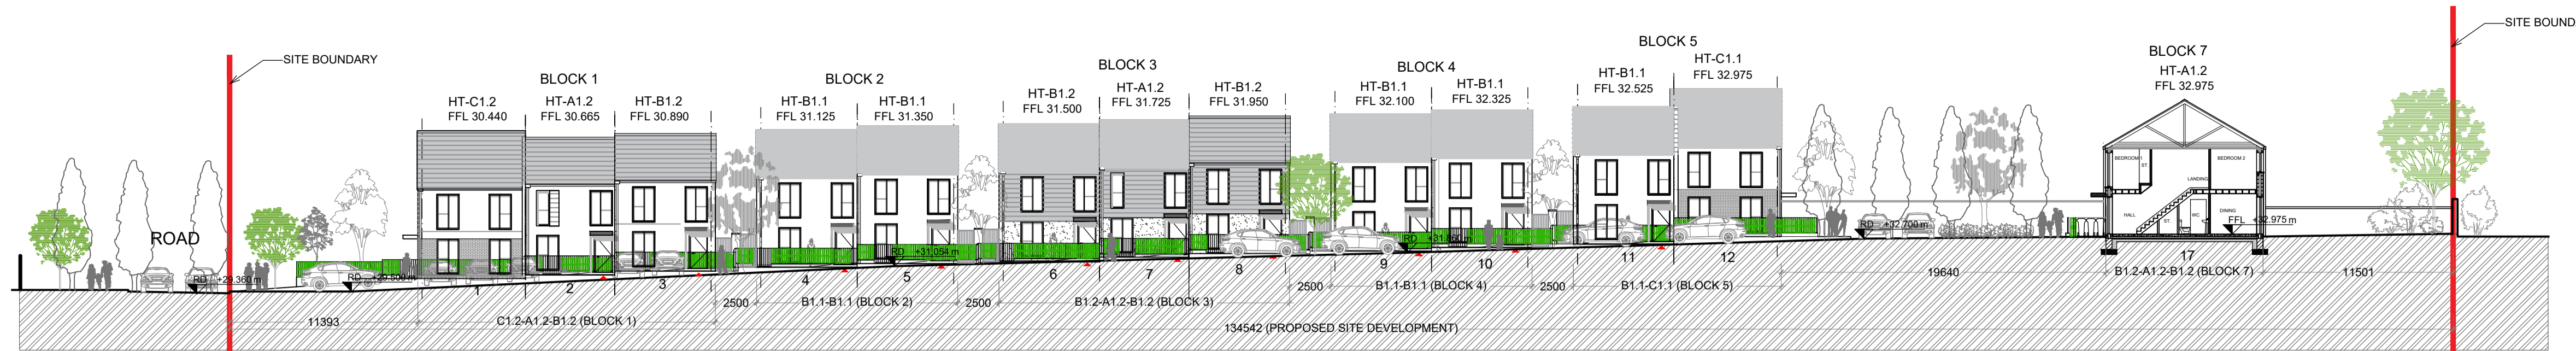 SITE BOUNDARY
BLOCK 1
HT-C1.2
FFL 30.440
HT-A1.2
FFL 30.665
HT-B1.2
FFL 30.890
BLOCK 2
HT-B1.1
FFL 31.125
HT-B1.1
FFL 31.350
BLOCK 3
HT-B1.2
FFL 31.500
HT-A1.2
FFL 31.725
HT-B1.2
FFL 31.950
BLOCK 4
HT-B1.1
FFL 32.100
HT-B1.1
FFL 32.325
BLOCK 5
HT-B1.1
FFL 32.525
HT-C1.1
FFL 32.975
BLOCK 7
HT-A1.2
FFL 32.975
SITE BOUND
BEDROOM 1
ST.
BEDROOM 2
LANDING
HALL
ST.
WC
DINING
FFL +32.975 m
ROAD
RD +29.360 m
RD +29.500 m
RD +31.054 m
RD
RD +32.700 m
1
2
3
4
5
6
7
8
9
10
11
12
17
11393
C1.2-A1.2-B1.2 (BLOCK 1)
2500
B1.1-B1.1 (BLOCK 2)
2500
B1.2-A1.2-B1.2 (BLOCK 3)
2500
B1.1-B1.1 (BLOCK 4)
2500
B1.1-C1.1 (BLOCK 5)
19640
B1.2-A1.2-B1.2 (BLOCK 7)
11501
134542 (PROPOSED SITE DEVELOPMENT)